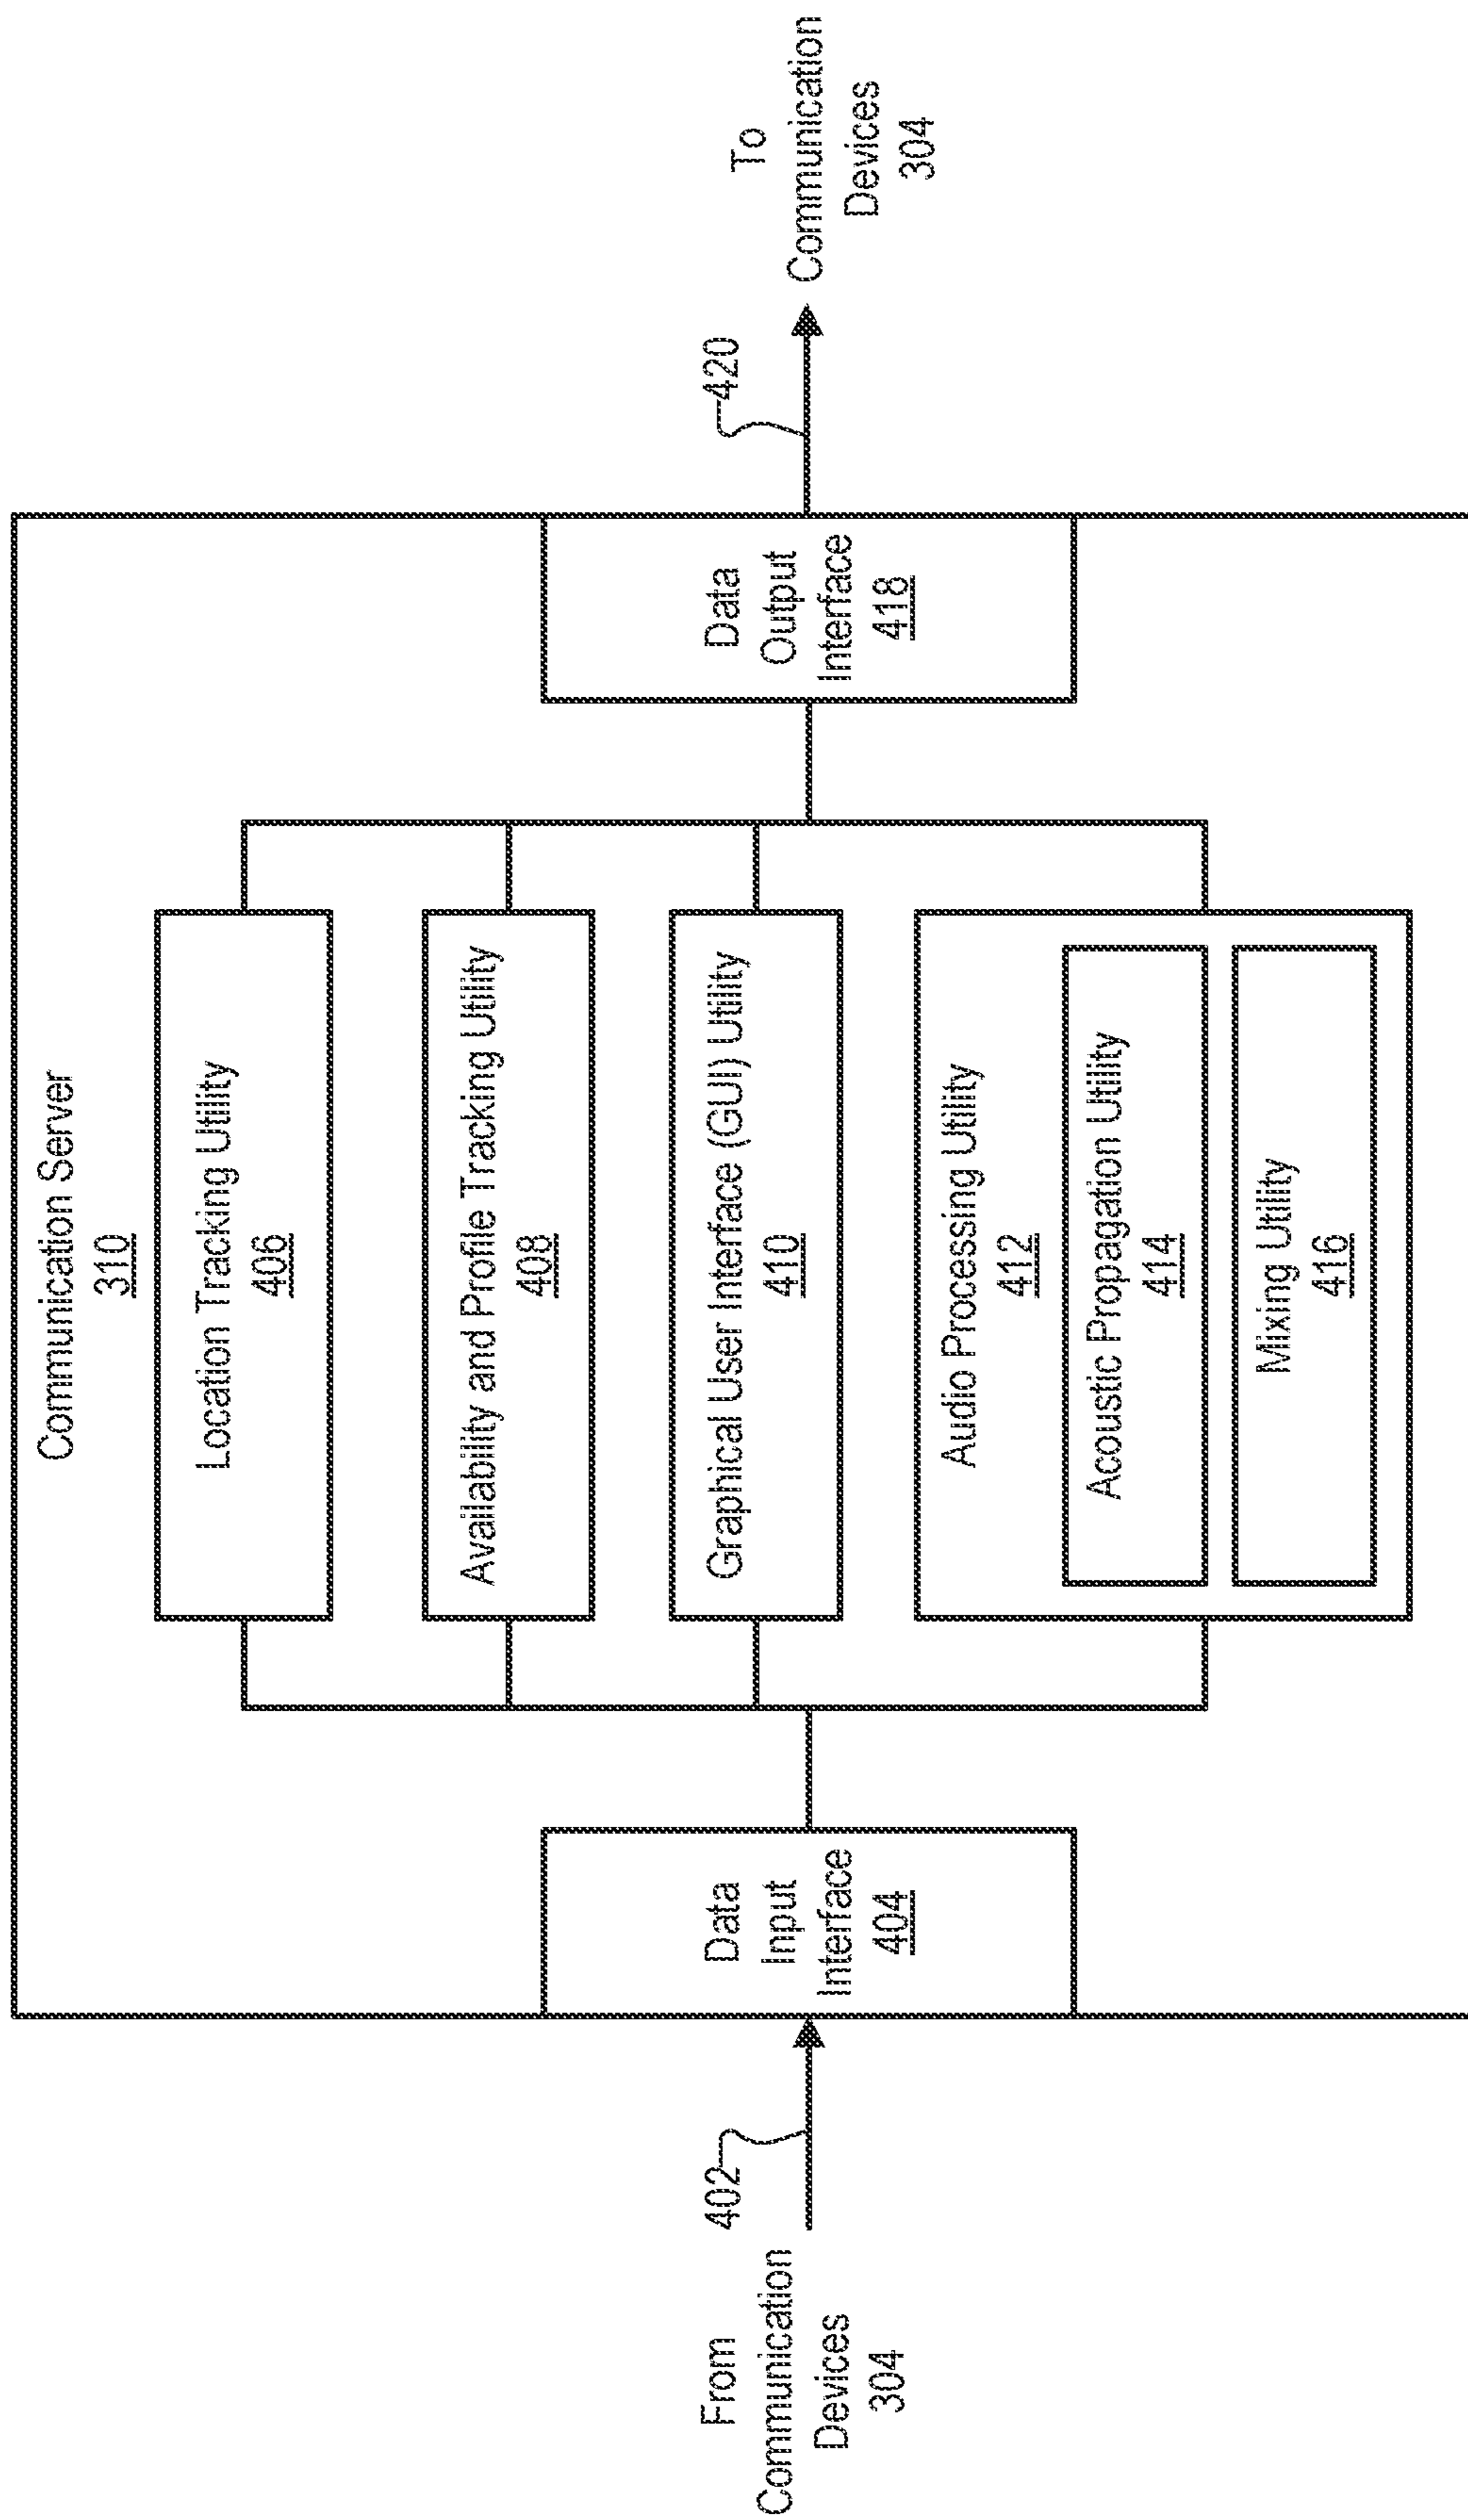 Communication Server
310
From
Communication
Devices
304
402
Data
Input
Interface
404
Location Tracking Utility
406
Availability and Profile Tracking Utility
408
Graphical User Interface (GUI) Utility
410
Audio Processing Utility
412
Acoustic Propagation Utility
414
Mixing Utility
416
Data
Output
Interface
418
420
To
Communication
Devices
304